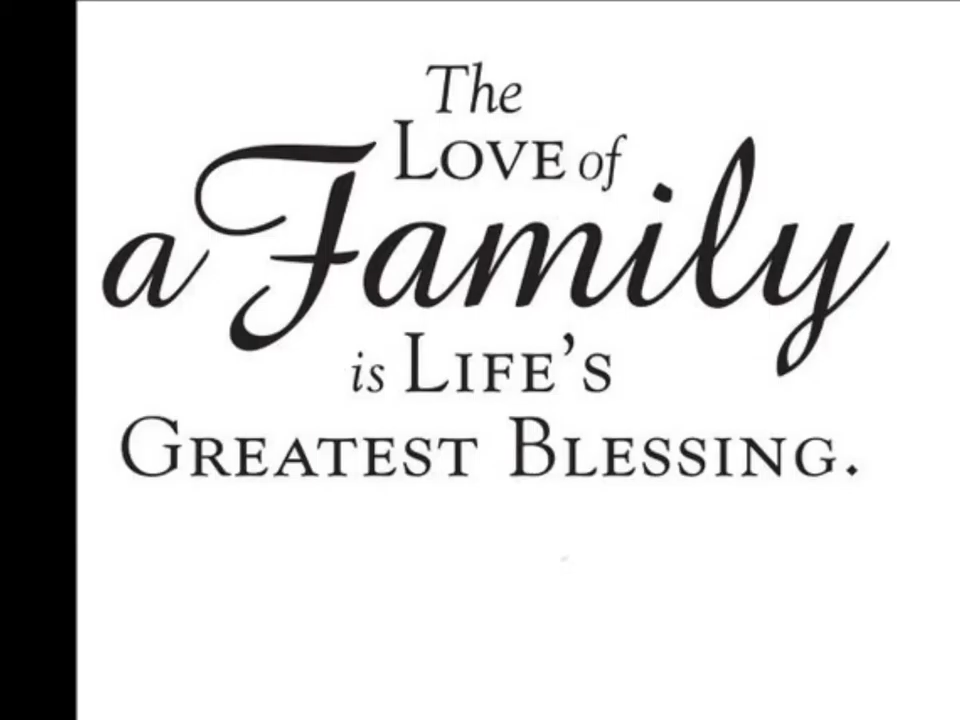 The
LOVE of
a Family
is LIFE’S
GREATEST BLESSING.